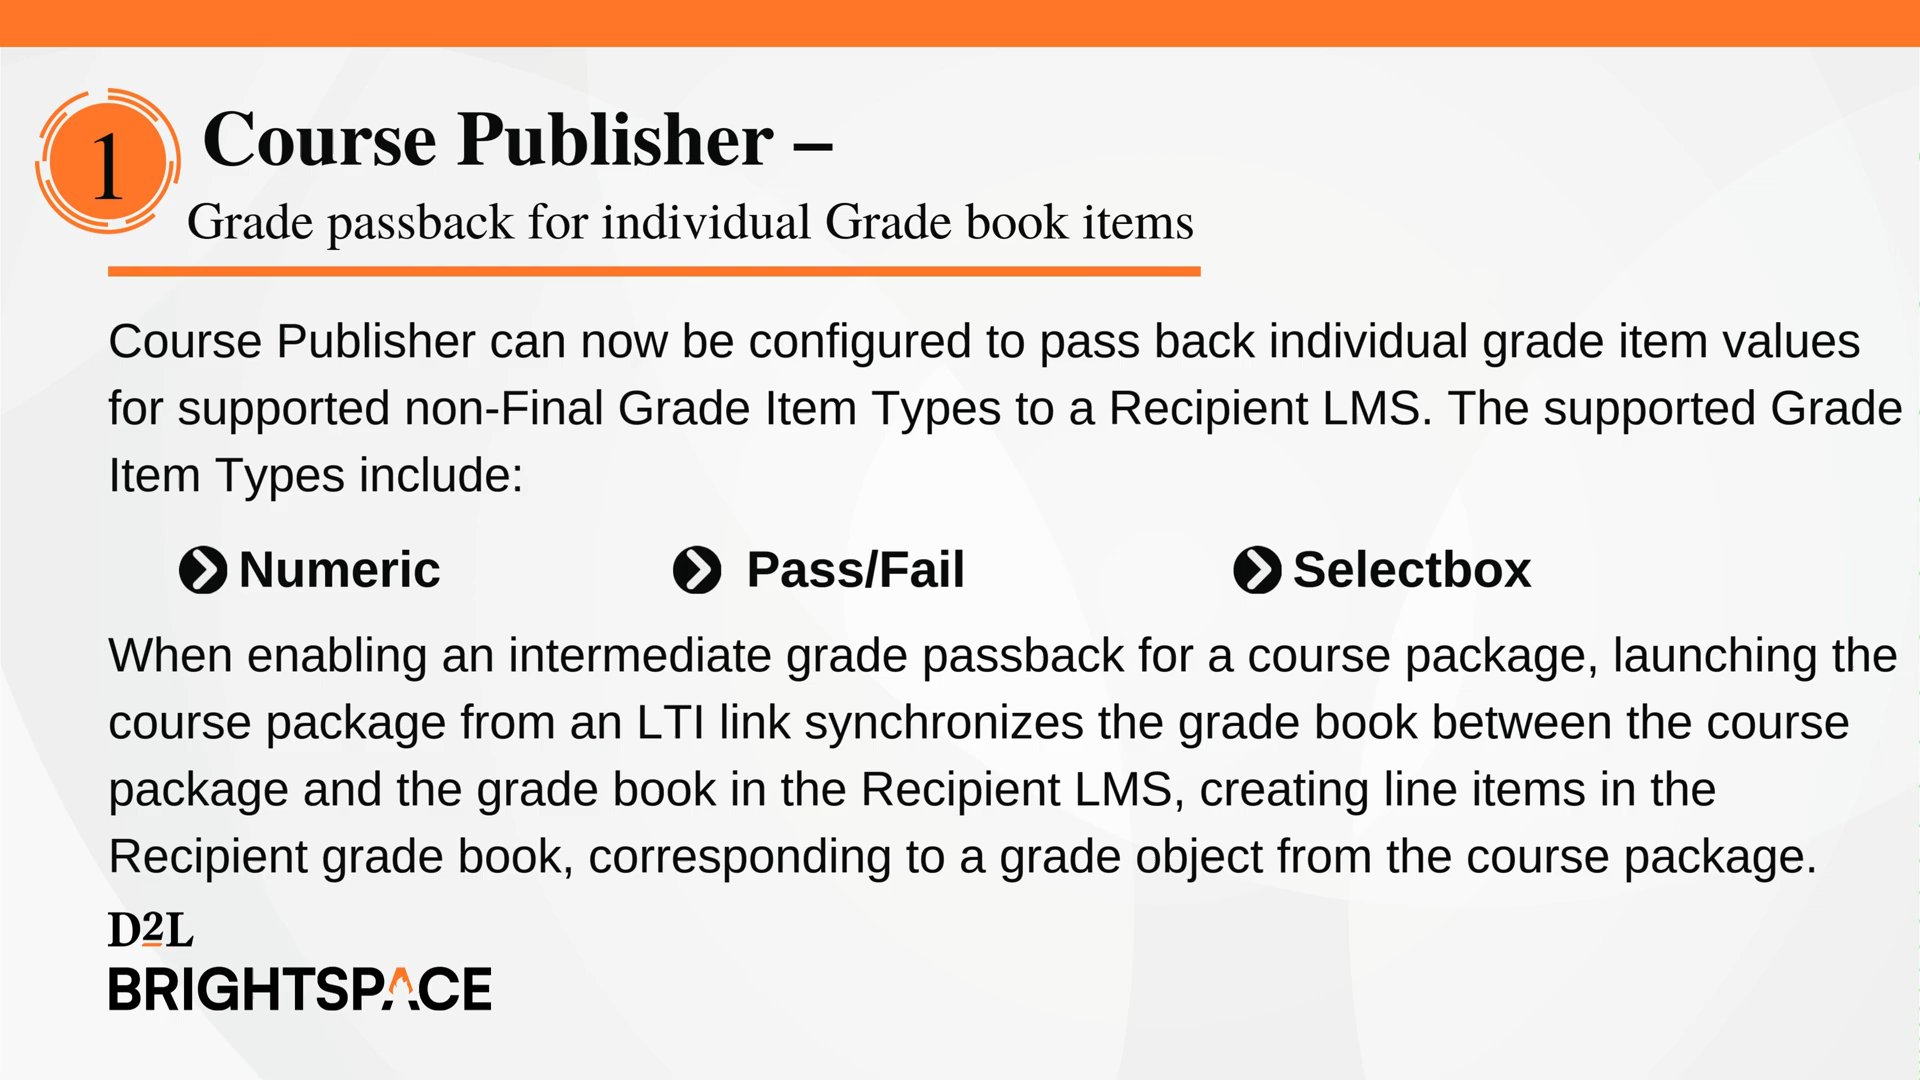 1
Course Publisher –
Grade passback for individual Grade book items
Course Publisher can now be configured to pass back individual grade item values
for supported non-Final Grade Item Types to a Recipient LMS. The supported Grade
Item Types include:
Numeric Pass/Fail Selectbox
When enabling an intermediate grade passback for a course package, launching the
course package from an LTI link synchronizes the grade book between the course
package and the grade book in the Recipient LMS, creating line items in the
Recipient grade book, corresponding to a grade object from the course package.
D2L
BRIGHTSPACE